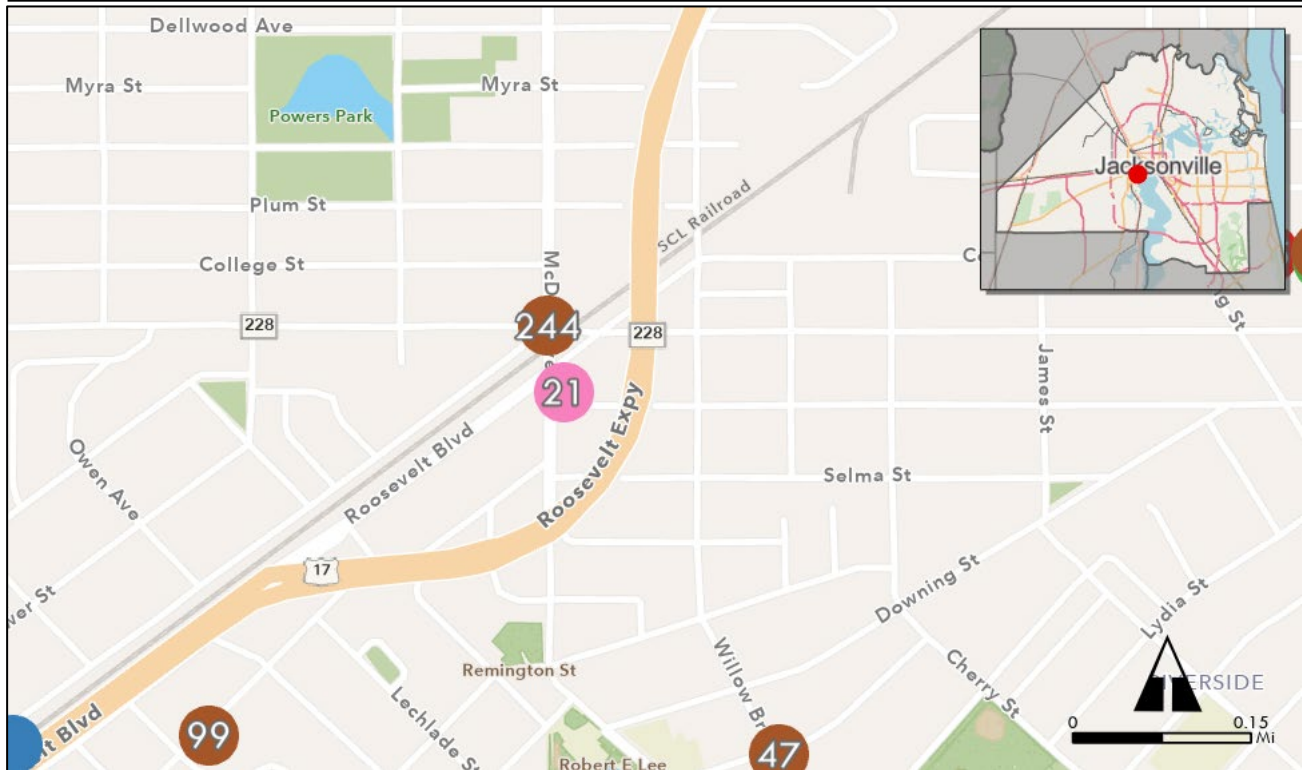 Dellwood Ave
Myra St
Myra St
Powers Park
Jacksonville
Plum St
SCL Railroad
College St
McD
228
244
228
21
James St
Roosevelt Expy
Roosevelt Blvd
Owen Ave
Selma St
17
Downing St
Lydia St
Remington St
Willow Br
Cherry St
Lechlade St
0
0.15
Mi
99
47
Robert E Lee